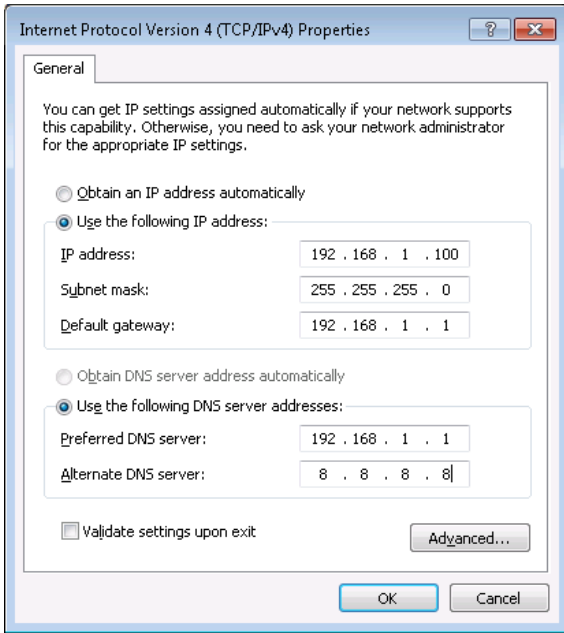 Internet Protocol Version 4 (TCP/IPv4) Properties
General
You can get IP settings assigned automatically if your network supports
this capability. Otherwise, you need to ask your network administrator
for the appropriate IP settings.
Obtain an IP address automatically
Use the following IP address:
IP address: 192 . 168 . 1 . 100
Subnet mask: 255 . 255 . 255 . 0
Default gateway: 192 . 168 . 1 . 1
Obtain DNS server address automatically
Use the following DNS server addresses:
Preferred DNS server: 192 . 168 . 1 . 1
Alternate DNS server: 8 . 8 . 8 . 8
Validate settings upon exit
Advanced...
OK Cancel